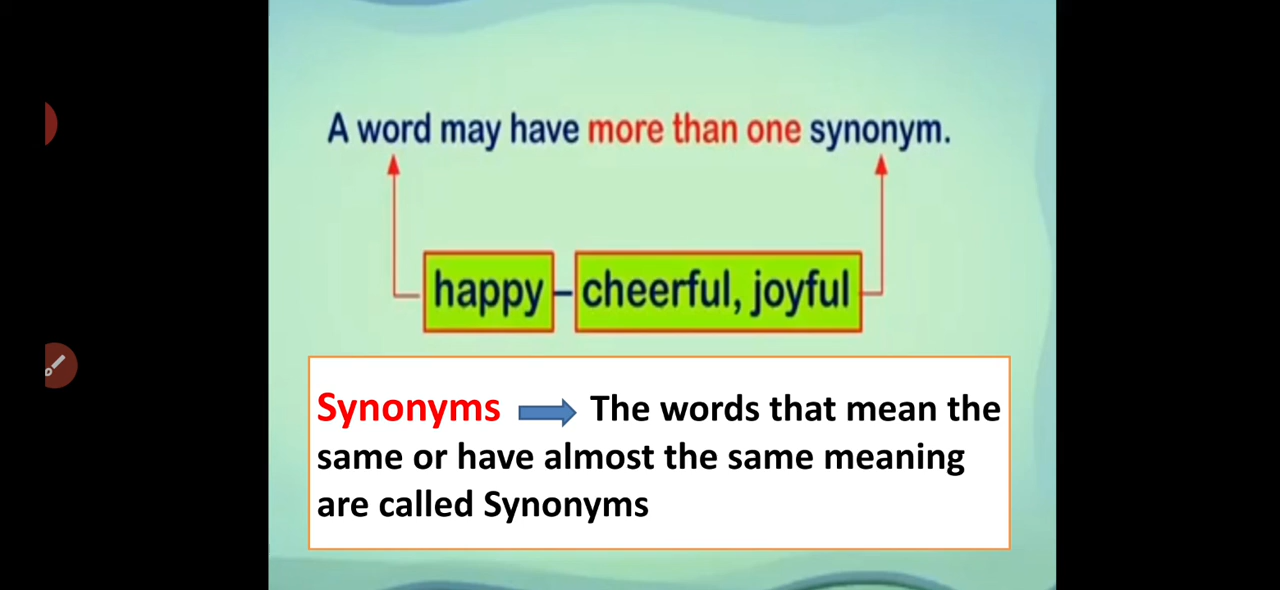 A word may have more than one synonym.
happy – cheerful, joyful
Synonyms The words that mean the
same or have almost the same meaning
are called Synonyms